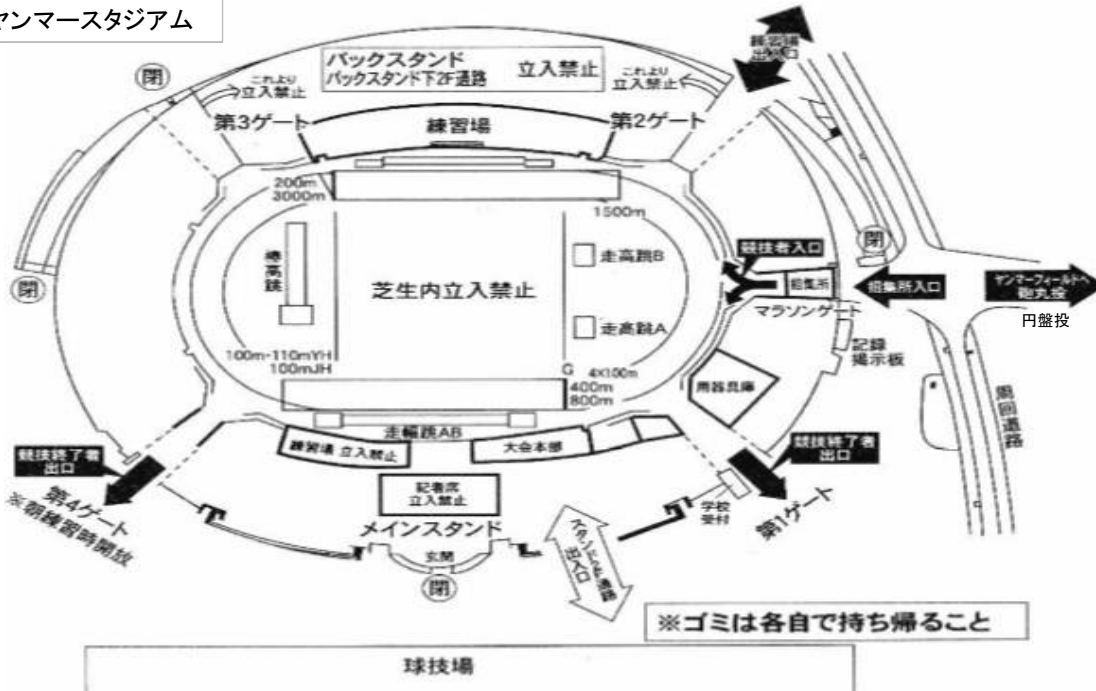 ヤンマースタジアム
バックスタンド
バックスタンド下2F通路
立入禁止
練習場
出入口
閉
これより
立入禁止
これより
立入禁止
第3ゲート
練習場
第2ゲート
200m
3000m
1500m
閉
棒高跳
走高跳B
競技者入口
閉
芝生内立入禁止
招集所
招集所入口
ヤンマーフィールドへ
砲丸投
円盤投
マラソンゲート
走高跳A
記録
掲示板
100m-110mYH
100mJH
G
4×100m
400m
800m
用器具庫
周回道路
走幅跳AB
練習場 立入禁止
大会本部
競技終了者
出口
競技終了者
出口
第4ゲート
※朝練習時開放
記者席
立入禁止
学校
受付
第1ゲート
メインスタンド
玄関
閉
出入口
※ゴミは各自で持ち帰ること
球技場